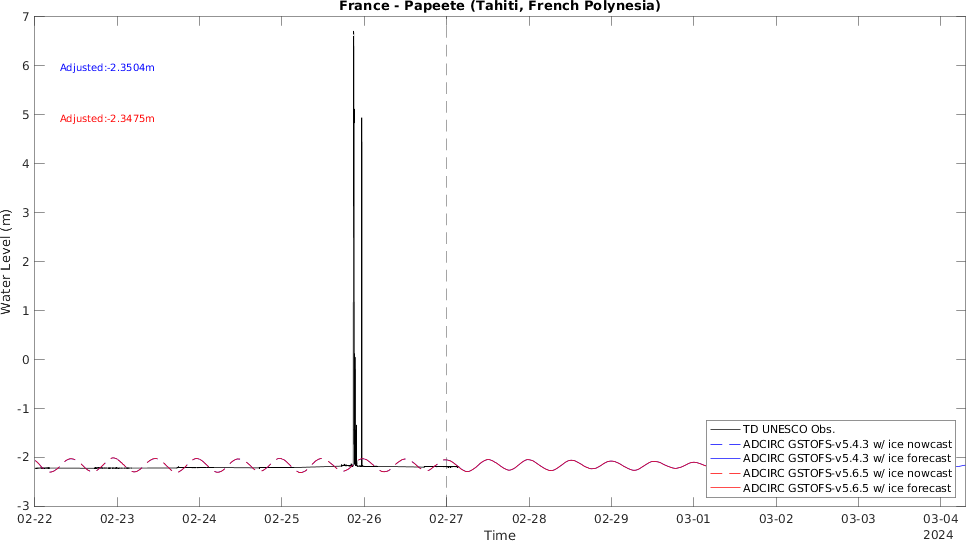 France - Papeete (Tahiti, French Polynesia)
7
6
5
4
3
2
1
0
-1
-2
-3
Water Level (m)
Adjusted:-2.3504m
Adjusted:-2.3475m
TD UNESCO Obs.
ADCIRC GSTOFS-v5.4.3 w/ ice nowcast
ADCIRC GSTOFS-v5.4.3 w/ ice forecast
ADCIRC GSTOFS-v5.6.5 w/ ice nowcast
ADCIRC GSTOFS-v5.6.5 w/ ice forecast
02-22 02-23 02-24 02-25 02-26 02-27 02-28 02-29 03-01 03-02 03-03 03-04
2024
Time